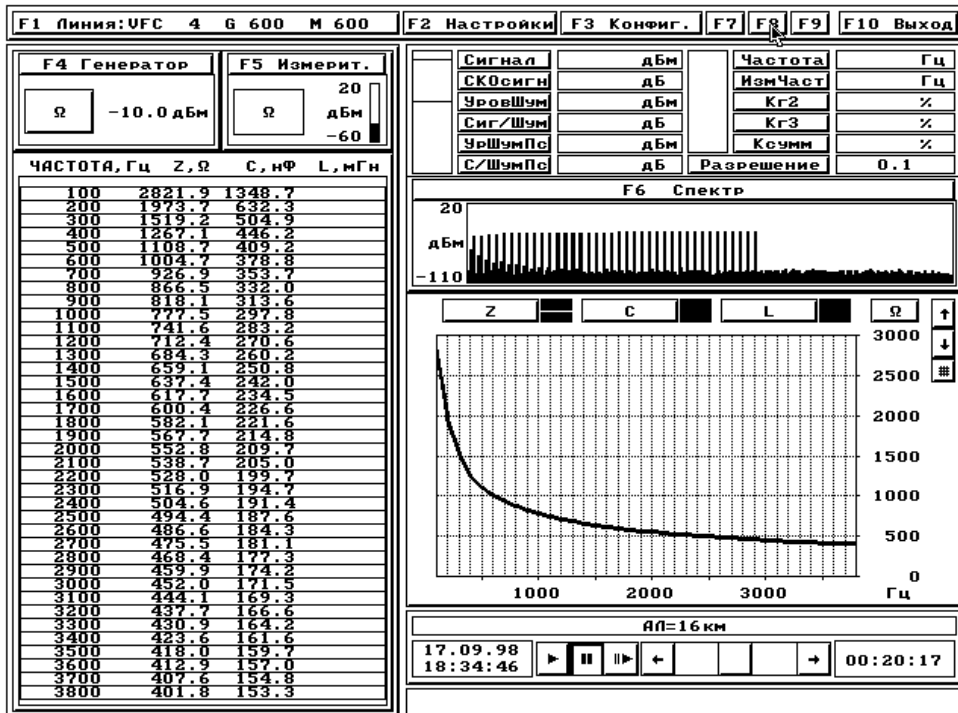 F1 Линия:VFC 4 G 600 M 600 F2 Настройки F3 Конфиг. F7 F8 F9 F10 Выход
F4 Генератор
Ω -10.0 дБм
F5 Измерит.
Ω 20 дБм -60
ЧАСТОТА,Гц Z,Ω C,нФ L,мГн
100 2821.9 1348.7
200 1973.7 632.3
300 1519.2 504.9
400 1267.1 446.2
500 1108.7 409.2
600 1004.7 378.8
700 926.9 353.7
800 866.5 332.0
900 818.1 313.6
1000 777.5 297.8
1100 741.6 283.2
1200 712.4 270.6
1300 684.3 260.2
1400 659.1 250.8
1500 637.4 242.0
1600 617.7 234.5
1700 600.4 226.6
1800 582.1 221.6
1900 567.7 214.8
2000 552.8 209.7
2100 538.7 205.0
2200 528.0 199.7
2300 516.9 194.7
2400 504.6 191.4
2500 494.4 187.6
2600 486.6 184.3
2700 475.5 181.1
2800 468.4 177.3
2900 459.9 174.2
3000 452.0 171.5
3100 444.1 169.3
3200 437.7 166.6
3300 430.9 164.2
3400 423.6 161.6
3500 418.0 159.7
3600 412.9 157.0
3700 407.6 154.8
3800 401.8 153.3
Сигнал дБм Частота Гц
СКОсигн дБ ИзмЧаст Гц
УровШум дБм Кг2 %
Сиг/Шум дБ Кг3 %
УрШумПс дБм Ксумм %
С/ШумПс дБ Разрешение 0.1
F6 Спектр
20
дБм
-110
Z C L Ω
3000
2500
2000
1500
1000
500
0
1000 2000 3000 Гц
АЛ=16км
17.09.98
18:34:46
00:20:17